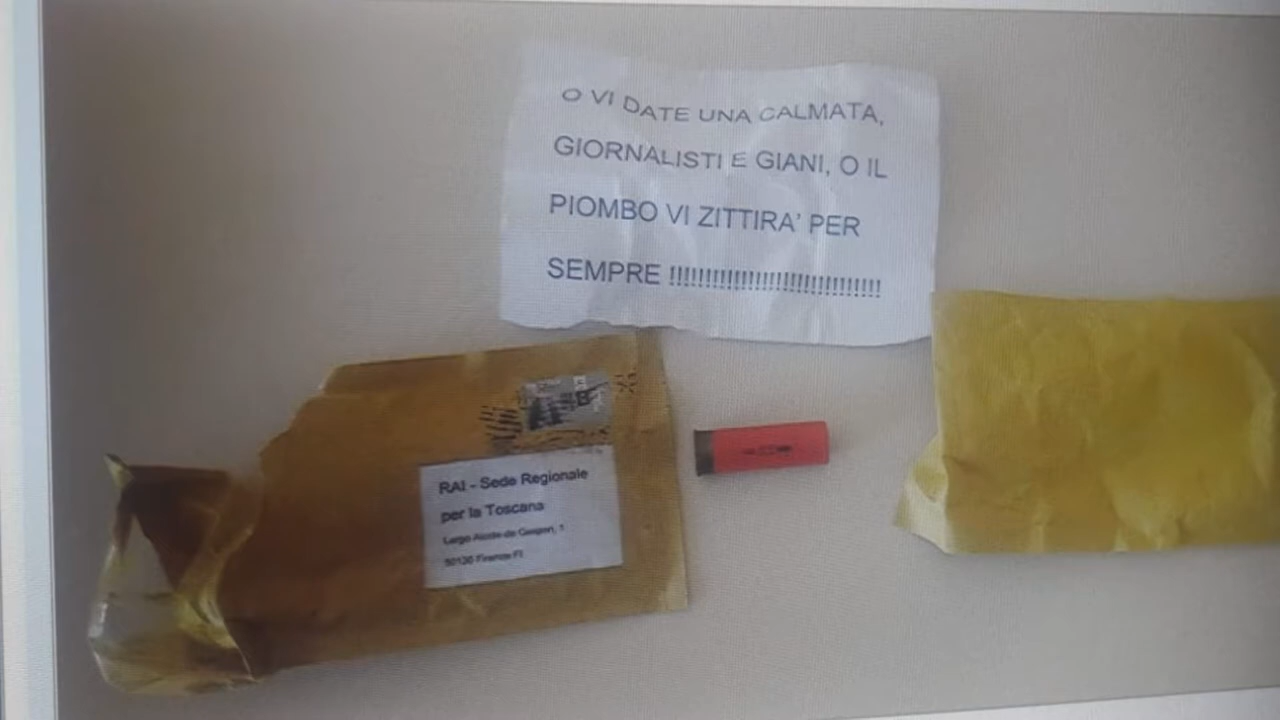 O VI DATE UNA CALMATA,
GIORNALISTI E GIANI, O IL
PIOMBO VI ZITTIRA' PER
SEMPRE !!!!!!!!!!!!!!!!!!!!!!!!!!!!!!
RAI - Sede Regionale
per la Toscana
Largo Alcide de Gasperi, 1
50136 Firenze FI
B